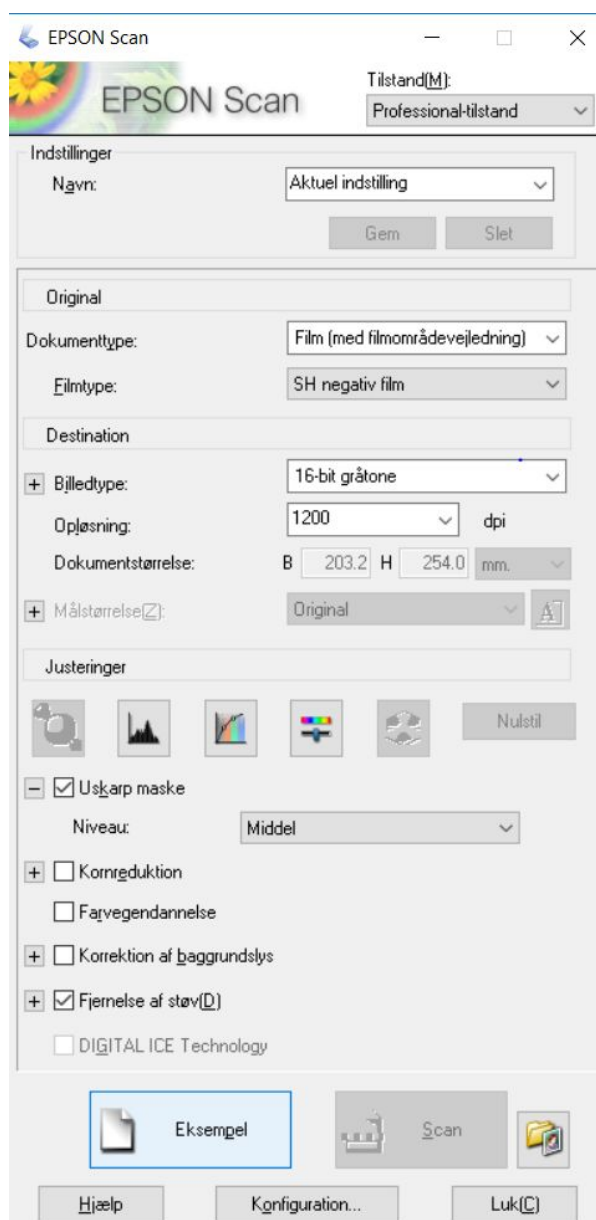 EPSON Scan
EPSON Scan
Tilstand(M):
Professional-tilstand
Indstillinger
Navn:
Aktuel indstilling
Gem
Slet
Original
Dokumenttype:
Film (med filmområdevejledning)
Filmtype:
SH negativ film
Destination
Billedtype:
16-bit gråtone
Opløsning:
1200
dpi
Dokumentstørrelse:
B 203.2 H 254.0 mm.
Målstørrelse(Z):
Original
A
Justeringer
Nulstil
Uskarp maske
Niveau:
Middel
Kornreduktion
Farvegendannelse
Korrektion af baggrundslys
Fjernelse af støv(D)
DIGITAL ICE Technology
Eksempel
Scan
Hjælp
Konfiguration...
Luk(C)